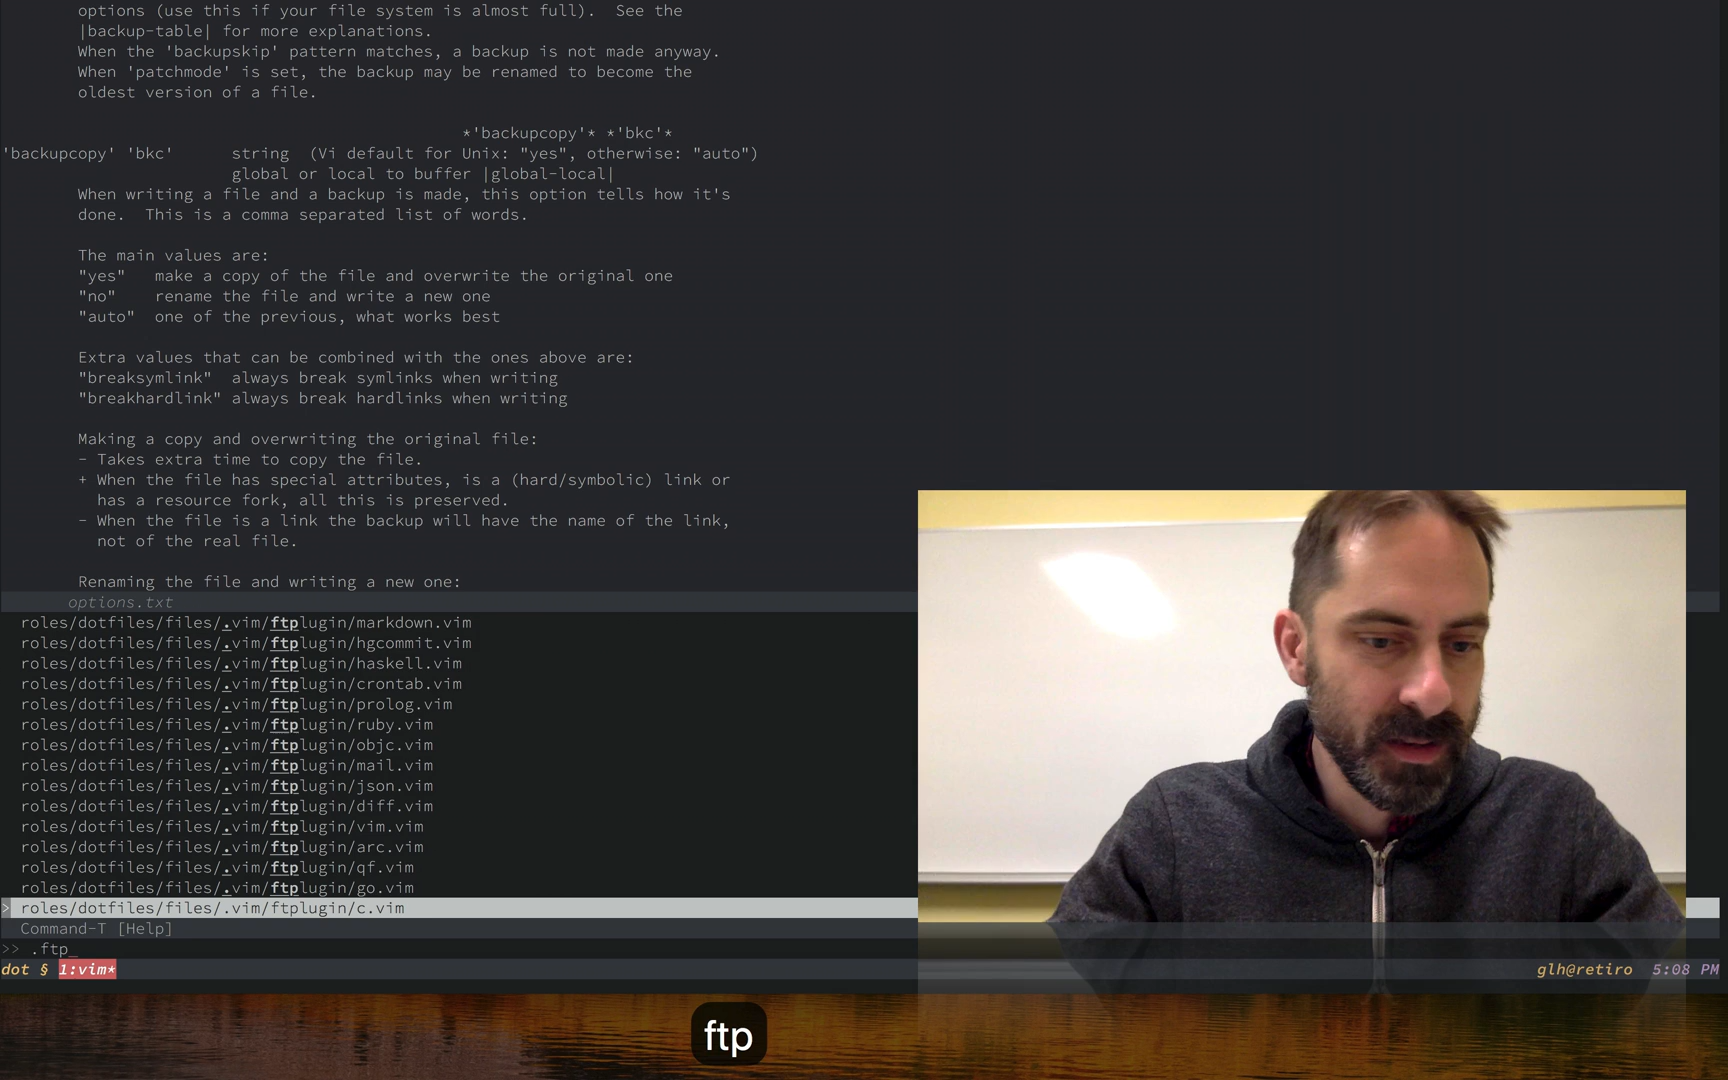 options (use this if your file system is almost full).  See the
|backup-table| for more explanations.
When the 'backupskip' pattern matches, a backup is not made anyway.
When 'patchmode' is set, the backup may be renamed to become the
oldest version of a file.
*'backupcopy'* *'bkc'*
'backupcopy' 'bkc'      string  (Vi default for Unix: "yes", otherwise: "auto")
global or local to buffer |global-local|
When writing a file and a backup is made, this option tells how it's
done.  This is a comma separated list of words.
The main values are:
"yes"   make a copy of the file and overwrite the original one
"no"    rename the file and write a new one
"auto"  one of the previous, what works best
Extra values that can be combined with the ones above are:
"breaksymlink"  always break symlinks when writing
"breakhardlink" always break hardlinks when writing
Making a copy and overwriting the original file:
- Takes extra time to copy the file.
+ When the file has special attributes, is a (hard/symbolic) link or
has a resource fork, all this is preserved.
- When the file is a link the backup will have the name of the link,
not of the real file.
Renaming the file and writing a new one:
options.txt
roles/dotfiles/files/.vim/ftplugin/markdown.vim
roles/dotfiles/files/.vim/ftplugin/hgcommit.vim
roles/dotfiles/files/.vim/ftplugin/haskell.vim
roles/dotfiles/files/.vim/ftplugin/crontab.vim
roles/dotfiles/files/.vim/ftplugin/prolog.vim
roles/dotfiles/files/.vim/ftplugin/ruby.vim
roles/dotfiles/files/.vim/ftplugin/objc.vim
roles/dotfiles/files/.vim/ftplugin/mail.vim
roles/dotfiles/files/.vim/ftplugin/json.vim
roles/dotfiles/files/.vim/ftplugin/diff.vim
roles/dotfiles/files/.vim/ftplugin/vim.vim
roles/dotfiles/files/.vim/ftplugin/arc.vim
roles/dotfiles/files/.vim/ftplugin/qf.vim
roles/dotfiles/files/.vim/ftplugin/go.vim
> roles/dotfiles/files/.vim/ftplugin/c.vim
Command-T [Help]
>> .ftp_
dot § 1:vim* glh@retiro 5:08 PM
ftp